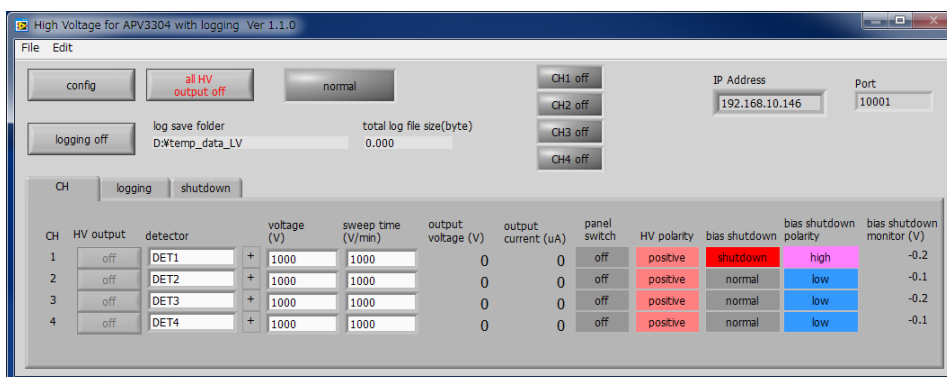 High Voltage for APV3304 with logging Ver 1.1.0
File Edit
config
all HV
output off
normal
CH1 off
CH2 off
CH3 off
CH4 off
IP Address
192.168.10.146
Port
10001
logging off
log save folder
D:¥temp_data_LV
total log file size(byte)
0.000
CH logging shutdown
CH HV output detector voltage (V) sweep time (V/min) output voltage (V) output current (uA) panel switch HV polarity bias shutdown bias shutdown polarity bias shutdown monitor (V)
1 off DET1 + 1000 1000 0 0 off positive shutdown high -0.2
2 off DET2 + 1000 1000 0 0 off positive normal low -0.1
3 off DET3 + 1000 1000 0 0 off positive normal low -0.2
4 off DET4 + 1000 1000 0 0 off positive normal low -0.1